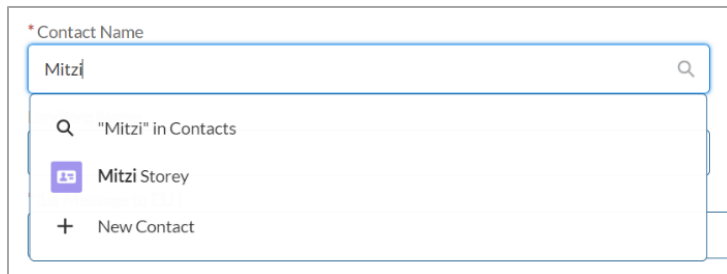 *Contact Name
Mitzi
"Mitzi" in Contacts
Mitzi Storey
+ New Contact